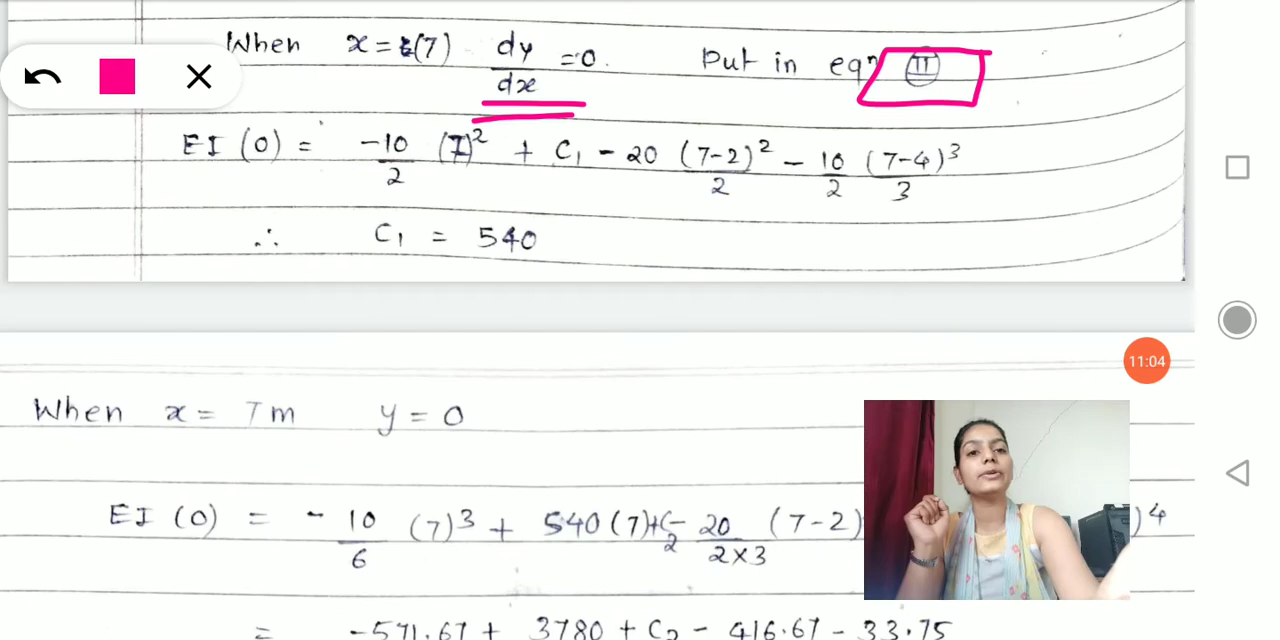 When x = (7) dy/dx = 0. Put in eqⁿ II
EI (0) = -10/2 (7)² + C₁ - 20 (7-2)²/2 - 10/2 (7-4)³/3
∴ C₁ = 540
11:04
When x = 7m y = 0
EI (0) = - 10/6 (7)³ + 540 (7) + C₂ - 20/2×3 (7-2) )⁴
= -571.67 + 3780 + C₂ - 416.67 - 33.75